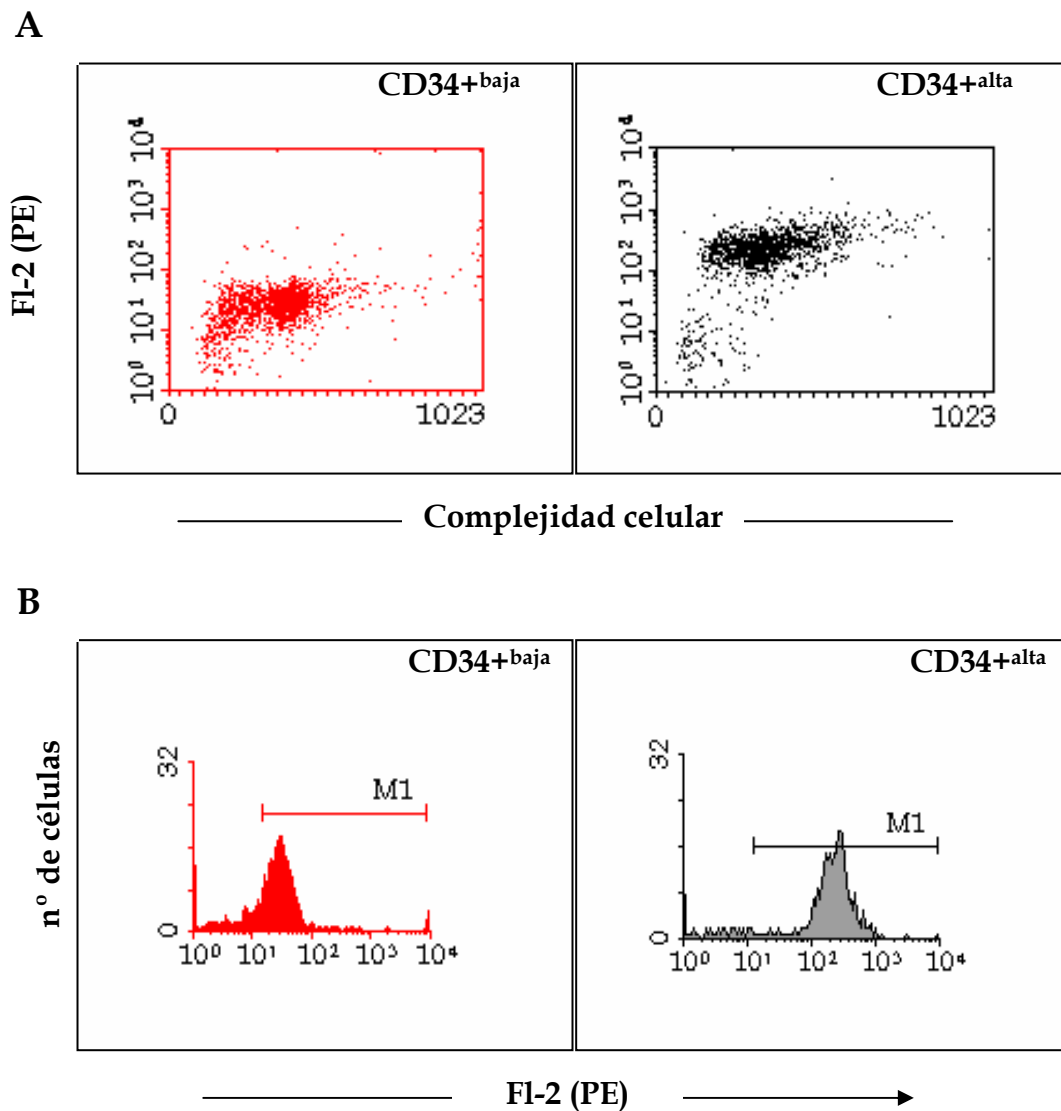 A
CD34+baja
CD34+alta
Fl-2 (PE)
10⁴
10³
10²
10¹
10⁰
0
1023
10⁴
10³
10²
10¹
10⁰
0
1023
Complejidad celular
B
CD34+baja
CD34+alta
nº de células
32
0
M1
10⁰ 10¹ 10² 10³ 10⁴
32
0
M1
10⁰ 10¹ 10² 10³ 10⁴
Fl-2 (PE)